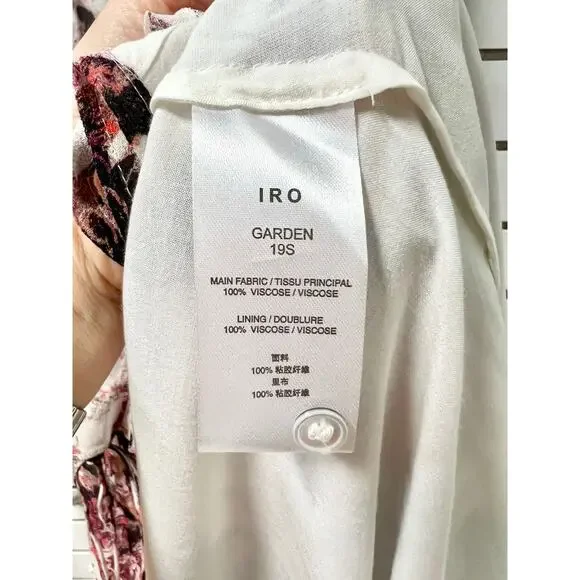 IRO
GARDEN
19S
MAIN FABRIC / TISSU PRINCIPAL
100% VISCOSE / VISCOSE
LINING / DOUBLURE
100% VISCOSE / VISCOSE
面料
100% 粘胶纤维
里布
100% 粘胶纤维